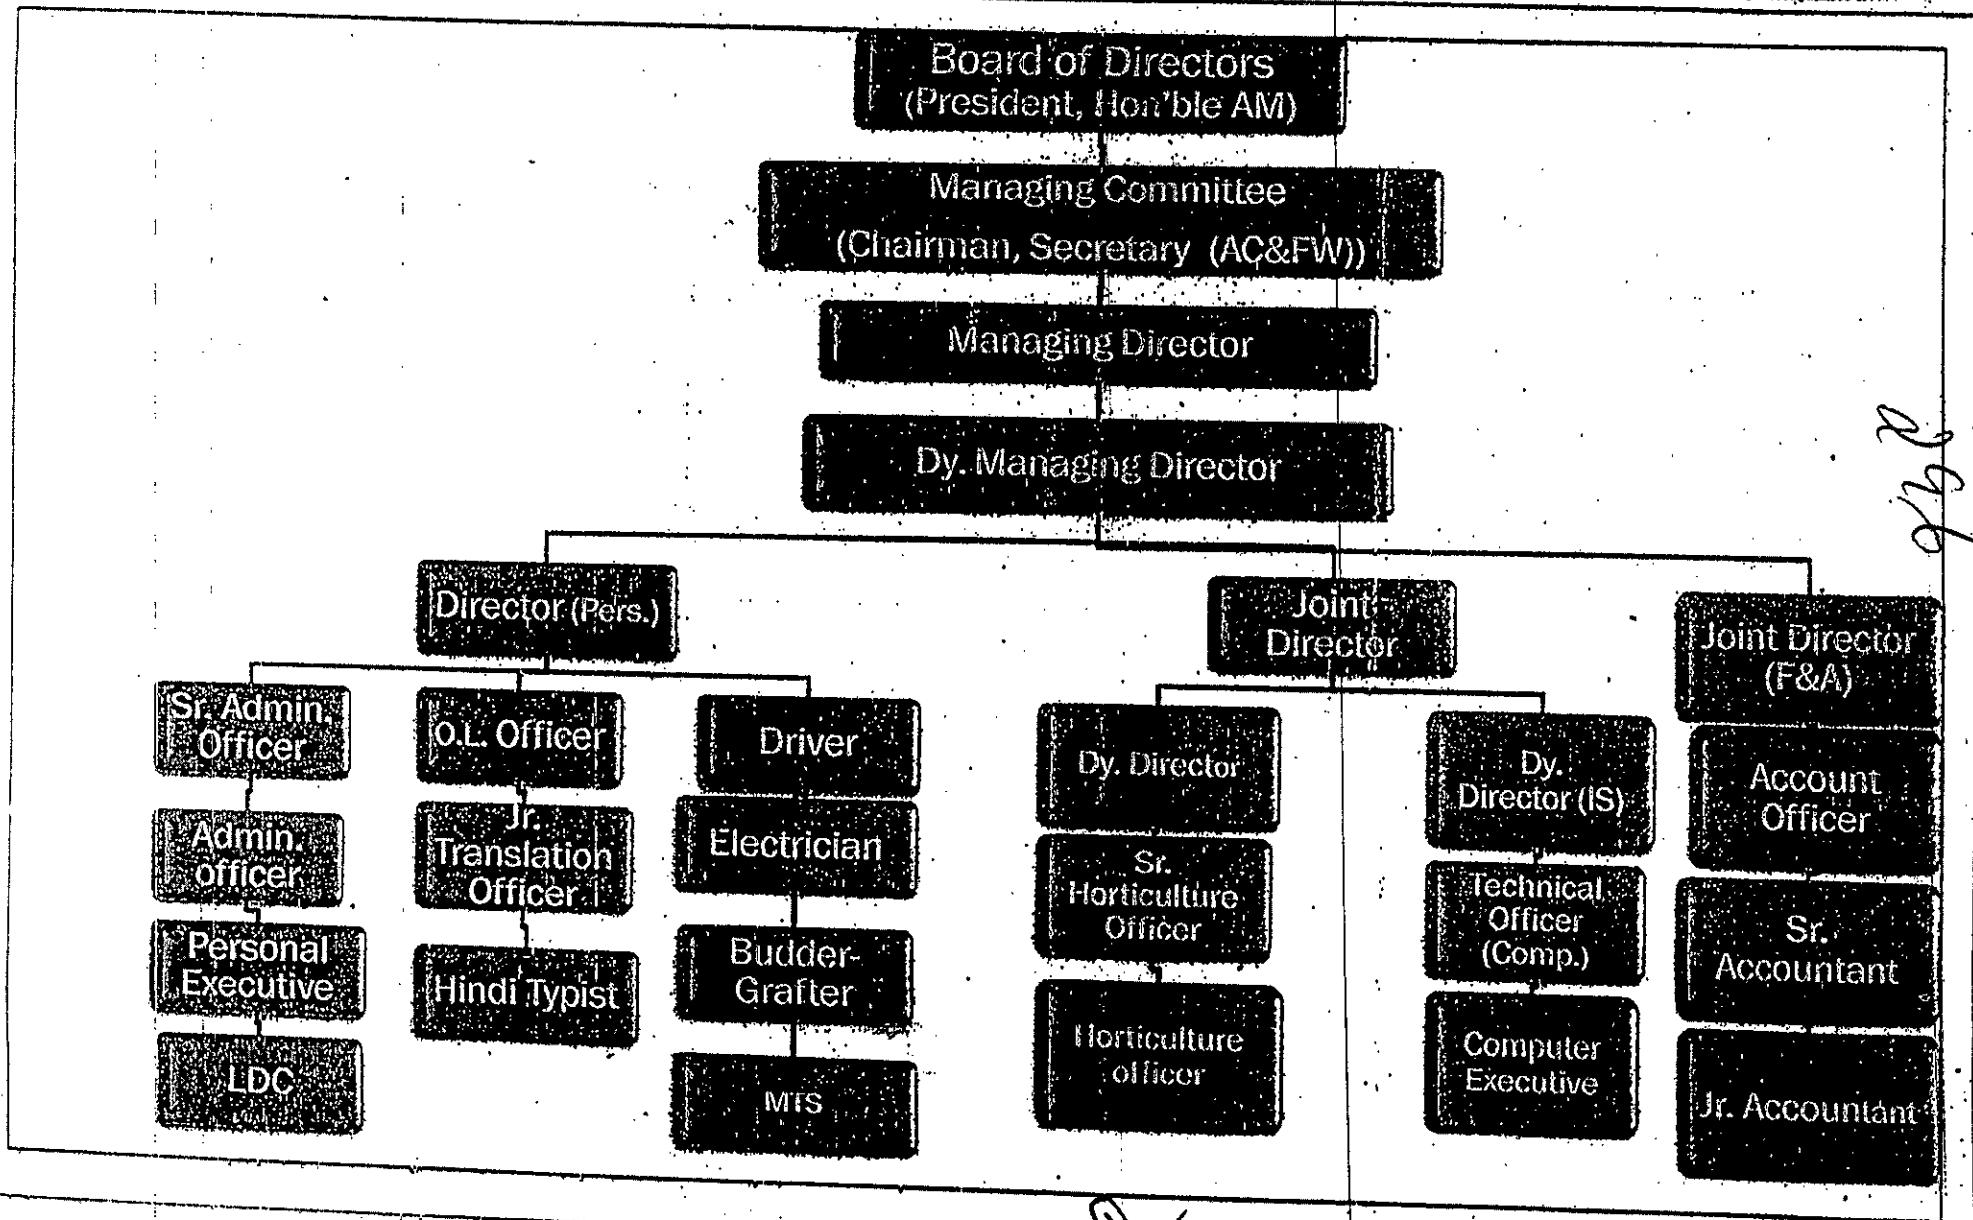 Board of Directors
(President, Hon'ble AM)
Managing Committee
(Chairman, Secretary (AC&FW))
Managing Director
Dy. Managing Director
Director (Pers.)
Joint
Director
Joint Director
(F&A)
Sr. Admin.
Officer
O.L. Officer
Driver
Dy. Director
Dy.
Director (IS)
Account
Officer
Admin.
officer
Jr.
Translation
Officer
Electrician
Sr.
Horticulture
Officer
Technical
Officer
(Comp.)
Sr.
Accountant
Personal
Executive
Hindi Typist
Budder-
Grafter
Horticulture
officer
Computer
Executive
Jr. Accountant
LDC
MTS